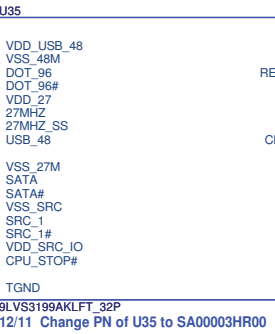 U35
VDD_USB_48
VSS_48M
DOT_96
RE
DOT_96#
VDD_27
27MHZ
27MHZ_SS
USB_48
VSS_27M
SATA
SATA#
VSS_SRC
SRC_1
SRC_1#
VDD_SRC_IO
CPU_STOP#
TGND
9LVS3199AKLFT_32P
12/11 Change PN of U35 to SA00003HR00